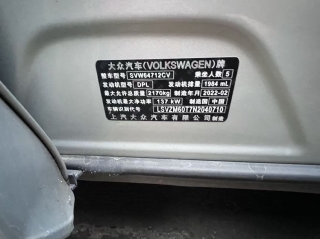 大众汽车(VOLKSWAGEN)牌
整车型号 SVW64712CV 乘坐人数 5
发动机型号 DPL 发动机排量 1984 mL
最大允许总质量 2170kg 制造年月 2022-02
发动机最大净功率 137 kW 制造国 中国
车辆识别代号 LSVZM60T7N2040710
上汽大众汽车有限公司制造